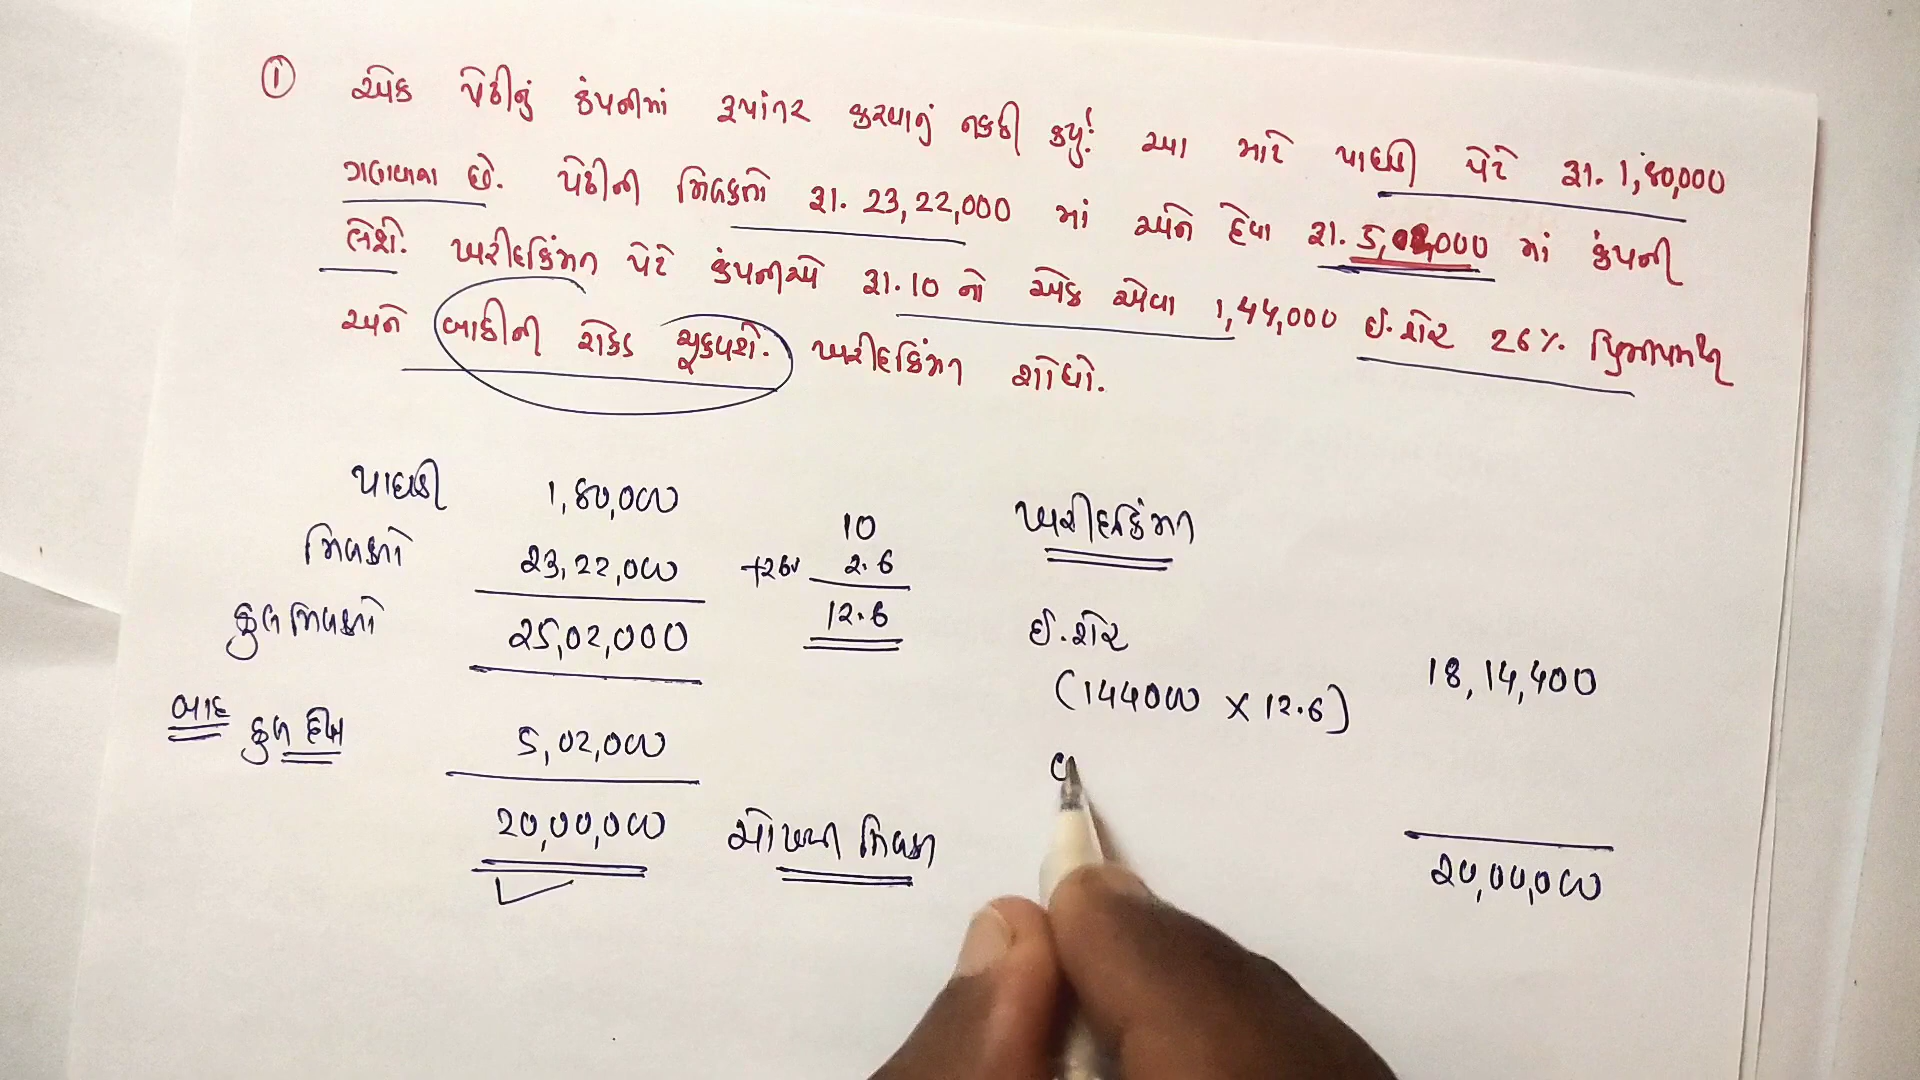 ① એક પેઢીનું કંપનીમાં રૂપાંતર કરવાનું નક્કી કર્યું. આ માટે પાઘડી પેટે રૂા. 1,80,000
ગણાવવા છે. પેઢીની મિલકતો રૂા. 23,22,000 માં અને દેવા રૂા. 5,02,000 માં કંપની
લેશે. ખરીદકિંમત પેટે કંપનીએ રૂા. 10 નો એક એવા 1,44,000 ઈ. શેર 26%. પ્રિમીયમથી
અને બાકીની રોકડ ચૂકવશે. ખરીદકિંમત શોધો.
પાઘડી 1,80,000
મિલકતો 23,22,000
કુલ મિલકતો 25,02,000
બાદ કુલ દેવા 5,02,000
20,00,000 ચોખ્ખી મિલકત
10
+26% 2.6
12.6
ખરીદકિંમત
ઈ. શેર
(144000 × 12.6) 18,14,400
20,00,000